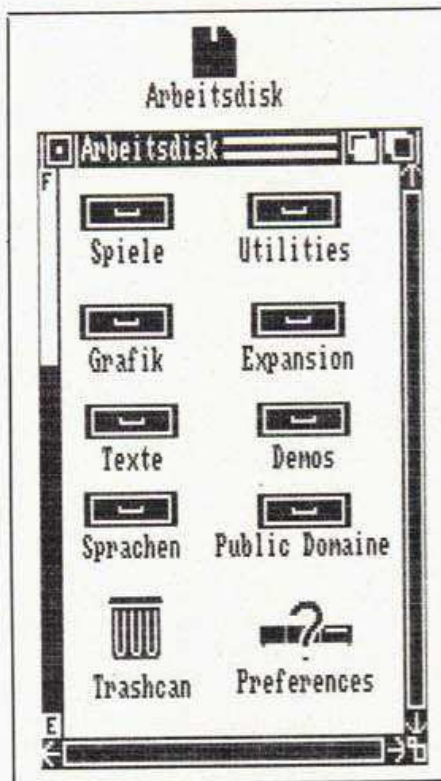 Arbeitsdisk
Arbeitsdisk
F
Spiele Utilities
Grafik Expansion
Texte Demos
Sprachen Public Domaine
Trashcan Preferences
E